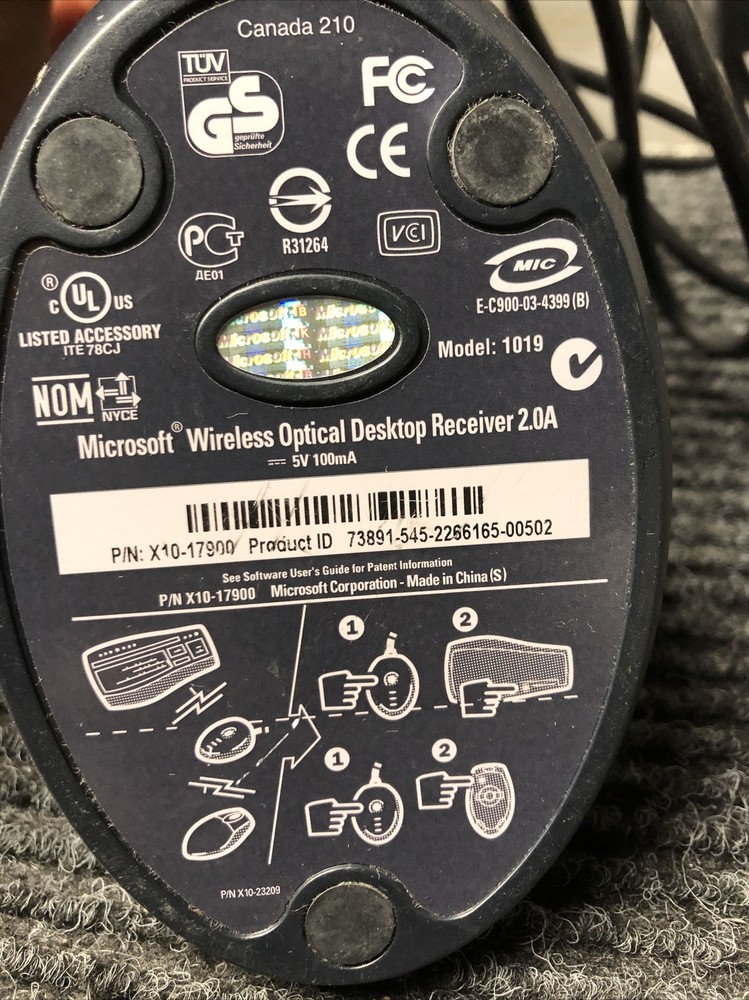 Canada 210
TÜV
PRODUCT SERVICE
GS
geprüfte
Sicherheit
FC
CE
R31264
VCI
РСТ
ДЕ01
MIC
E-C900-03-4399 (B)
®
c UL US
LISTED ACCESSORY
ITE 78CJ
Microsoft
Model: 1019
NOM
NYCE
Microsoft® Wireless Optical Desktop Receiver 2.0A
5V 100mA
P/N: X10-17900 Product ID 73891-545-2266165-00502
See Software User's Guide for Patent Information
P/N X10-17900 Microsoft Corporation - Made in China (S)
1
2
1
2
P/N X10-23209